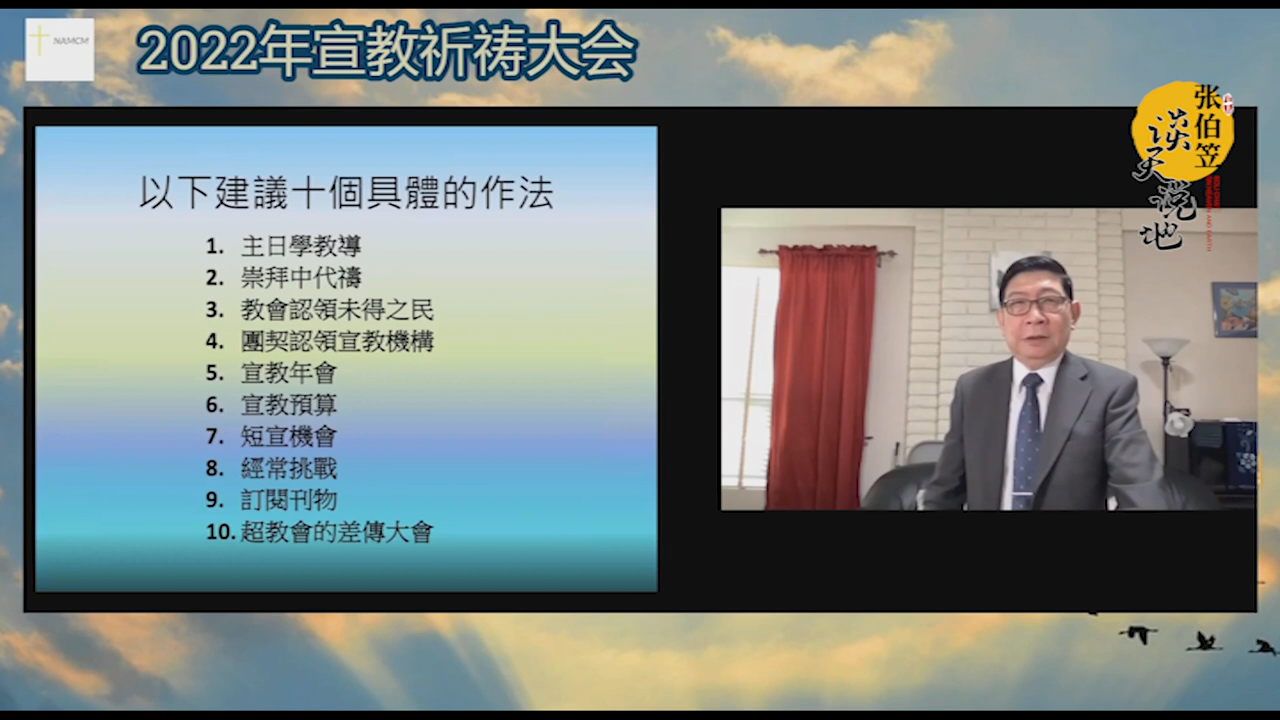 NAMCM
2022年宣教祈祷大会
张伯笠
谈天说地
以下建議十個具體的作法
1. 主日學教導
2. 崇拜中代禱
3. 教會認領未得之民
4. 團契認領宣教機構
5. 宣教年會
6. 宣教預算
7. 短宣機會
8. 經常挑戰
9. 訂閱刊物
10. 超教會的差傳大會